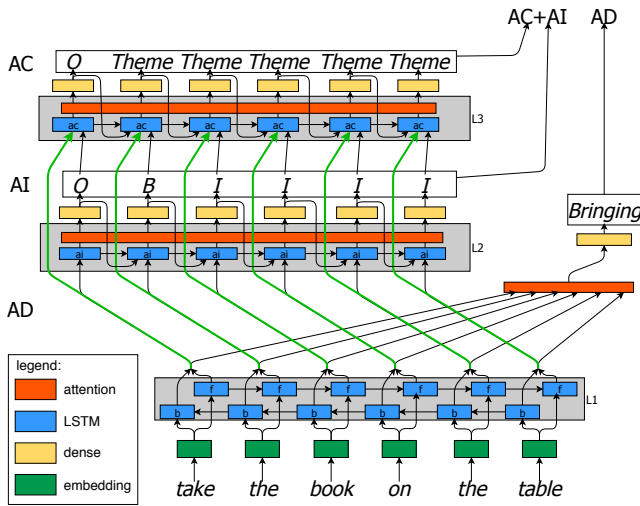 AC+AI AD
AC O Theme Theme Theme Theme Theme
ac ac ac ac ac ac L3
AI O B I I I I
Bringing
ai ai ai ai ai ai L2
AD
legend:
attention
LSTM
dense
embedding
f f f f f f
b b b b b b L1
take the book on the table